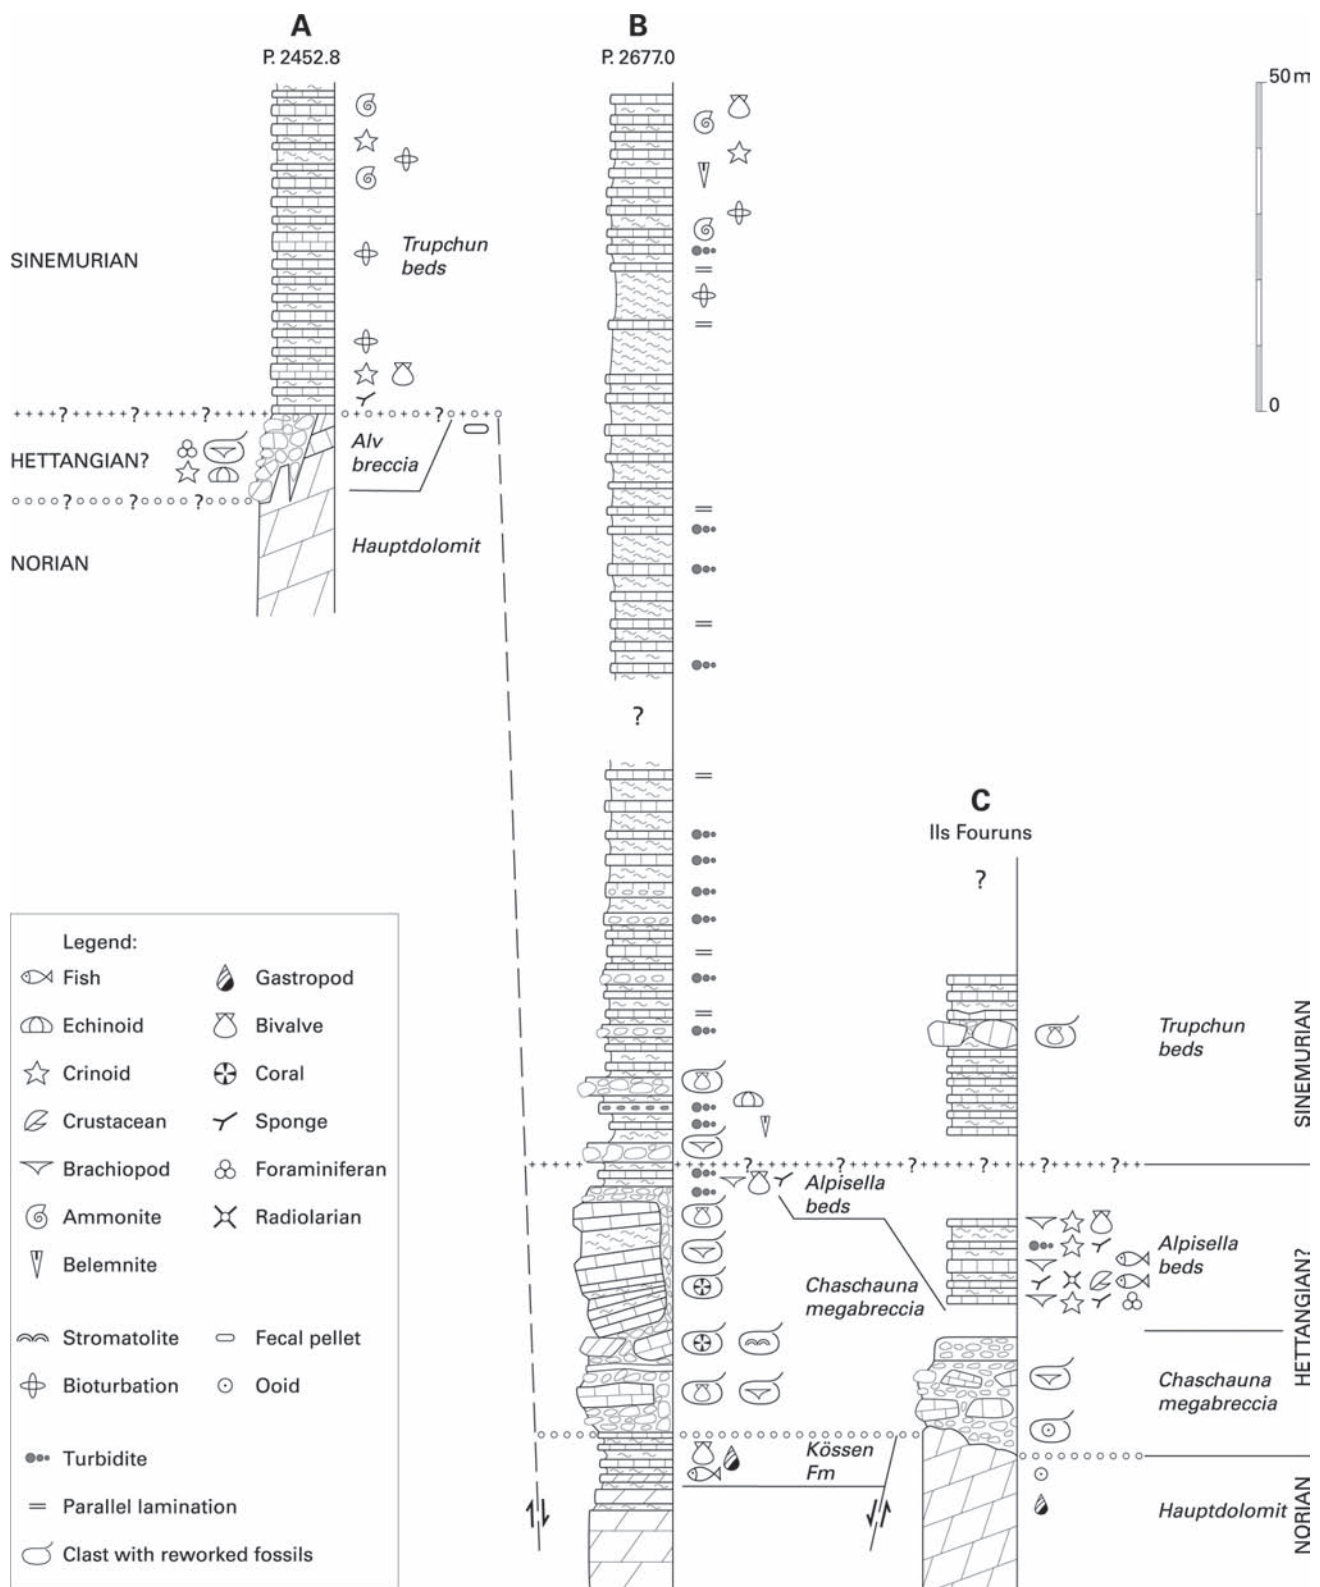 A
P. 2452.8
B
P. 2677.0
50 m
0
SINEMURIAN
Trupchun
beds
++++?+++++?+++++?++++++
?
HETTANGIAN?
Alv
breccia
?
?
?
NORIAN
Hauptdolomit
?
C
Ils Fouruns
?
Legend:
Fish
Gastropod
Echinoid
Bivalve
Crinoid
Coral
Crustacean
Sponge
Brachiopod
Foraminiferan
Ammonite
Radiolarian
Belemnite
Stromatolite
Fecal pellet
Bioturbation
Ooid
Turbidite
Parallel lamination
Clast with reworked fossils
Trupchun
beds
SINEMURIAN
?
?
?
?
?
?
Alpisella
beds
Alpisella
beds
Chaschauna
megabreccia
HETTANGIAN?
Chaschauna
megabreccia
Kössen
Fm
Hauptdolomit
NORIAN